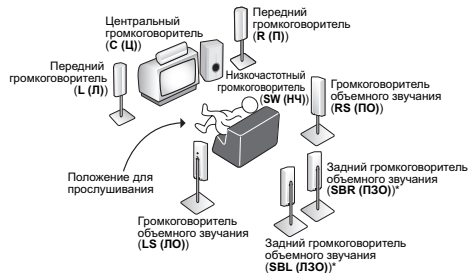 Центральный
громкоговоритель
(C (Ц))
Передний
громкоговоритель
(R (П))
Передний
громкоговоритель
(L (Л))
Низкочастотный
громкоговоритель
(SW (НЧ))
Громкоговоритель
объемного звучания
(RS (ПО))
Положение для
прослушивания
Задний громкоговоритель
объемного звучания
(SBR (ПЗО))*
Громкоговоритель
объемного звучания
(LS (ЛО))
Задний громкоговоритель
объемного звучания
(SBL (ЛЗО))*